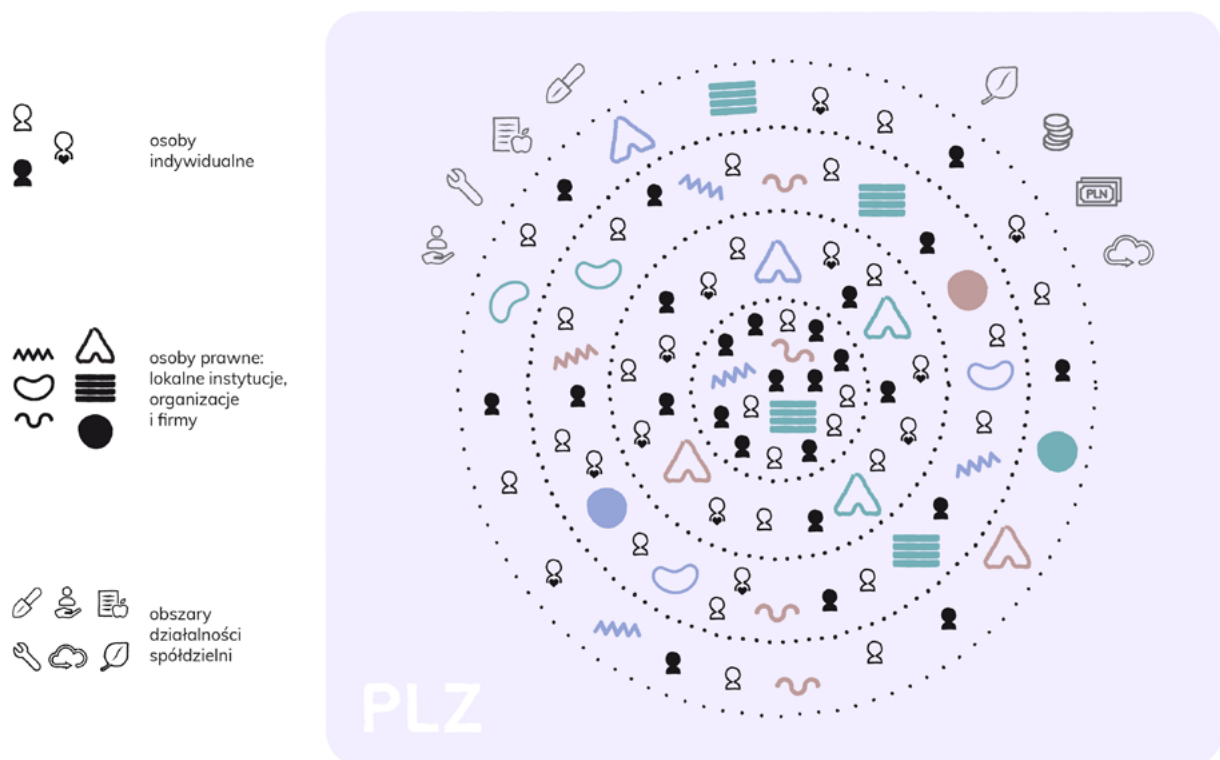 osoby
indywidualne
osoby prawne:
lokalne instytucje,
organizacje
i firmy
obszary
działalności
spółdzielni
PLN
PLZ